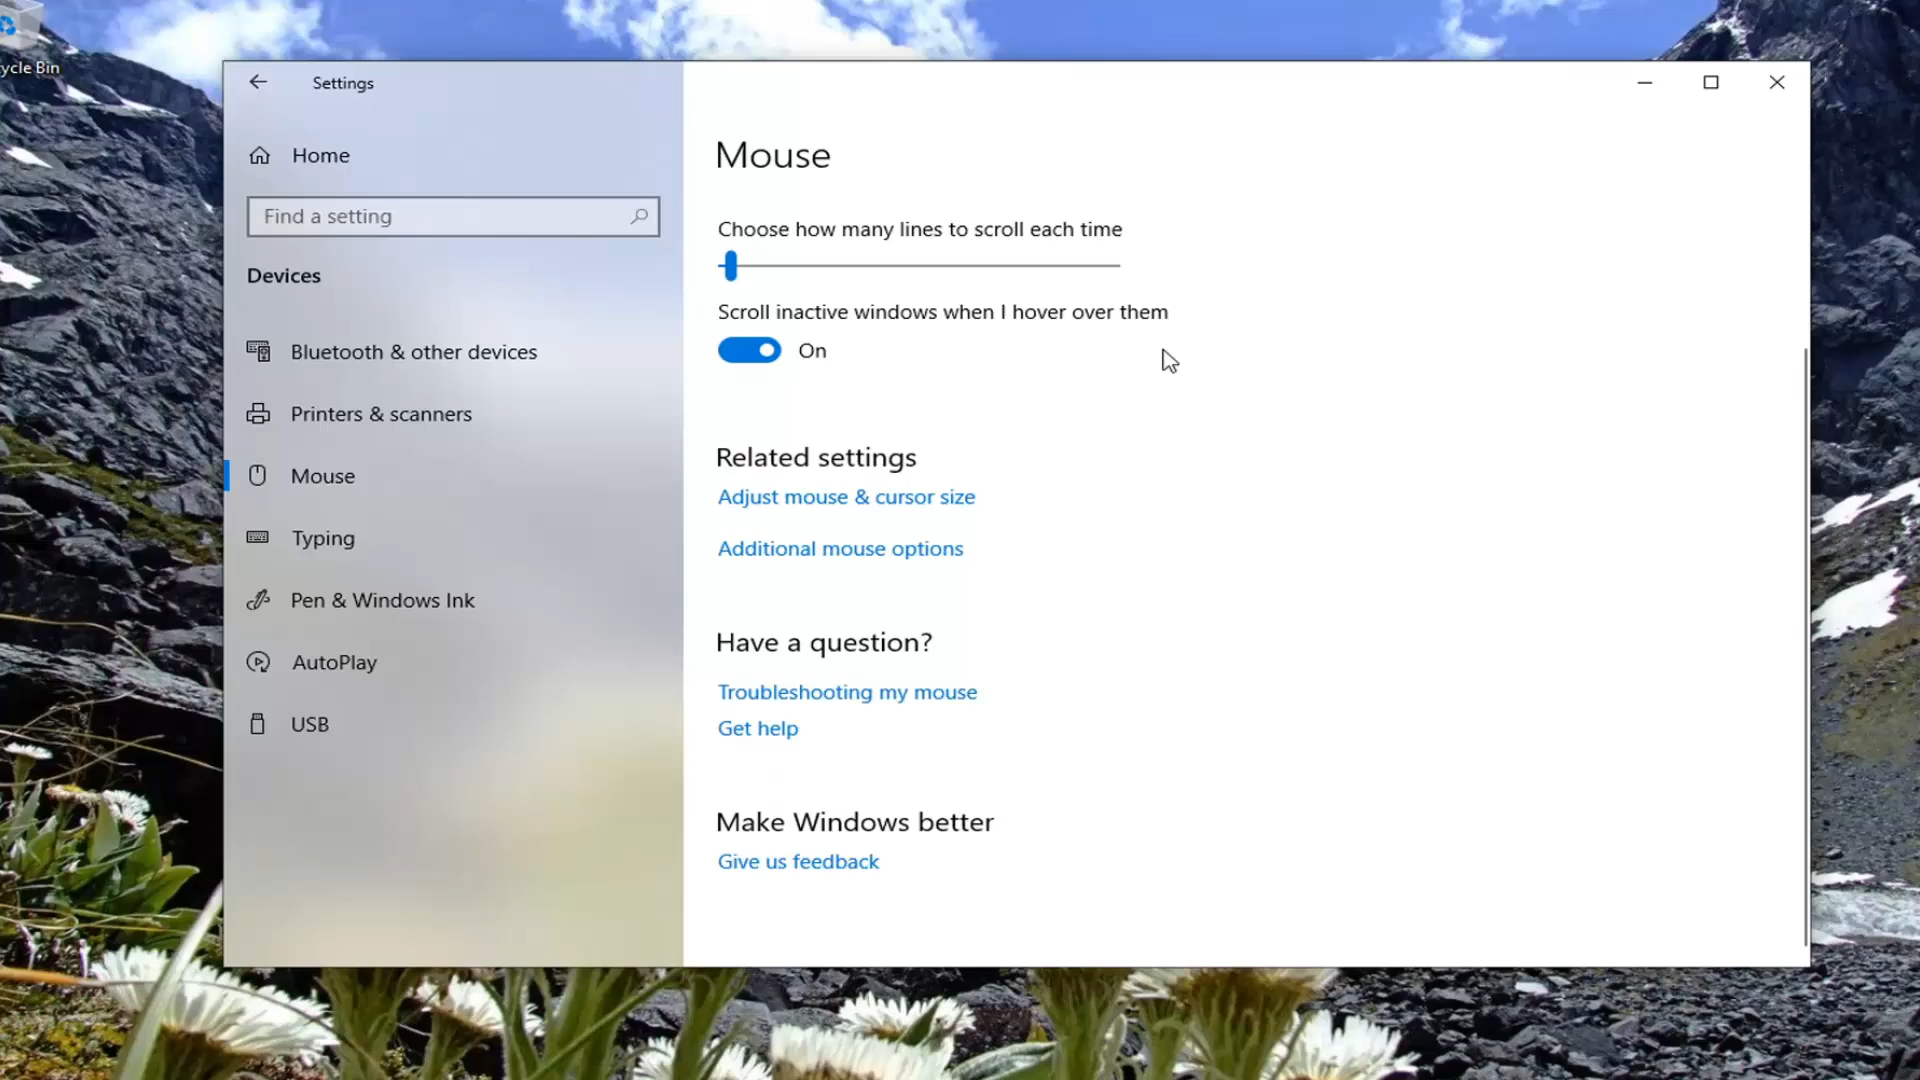 ycle Bin
Settings
Home
Find a setting
Devices
Bluetooth & other devices
Printers & scanners
Mouse
Typing
Pen & Windows Ink
AutoPlay
USB
Mouse
Choose how many lines to scroll each time
Scroll inactive windows when I hover over them
On
Related settings
Adjust mouse & cursor size
Additional mouse options
Have a question?
Troubleshooting my mouse
Get help
Make Windows better
Give us feedback